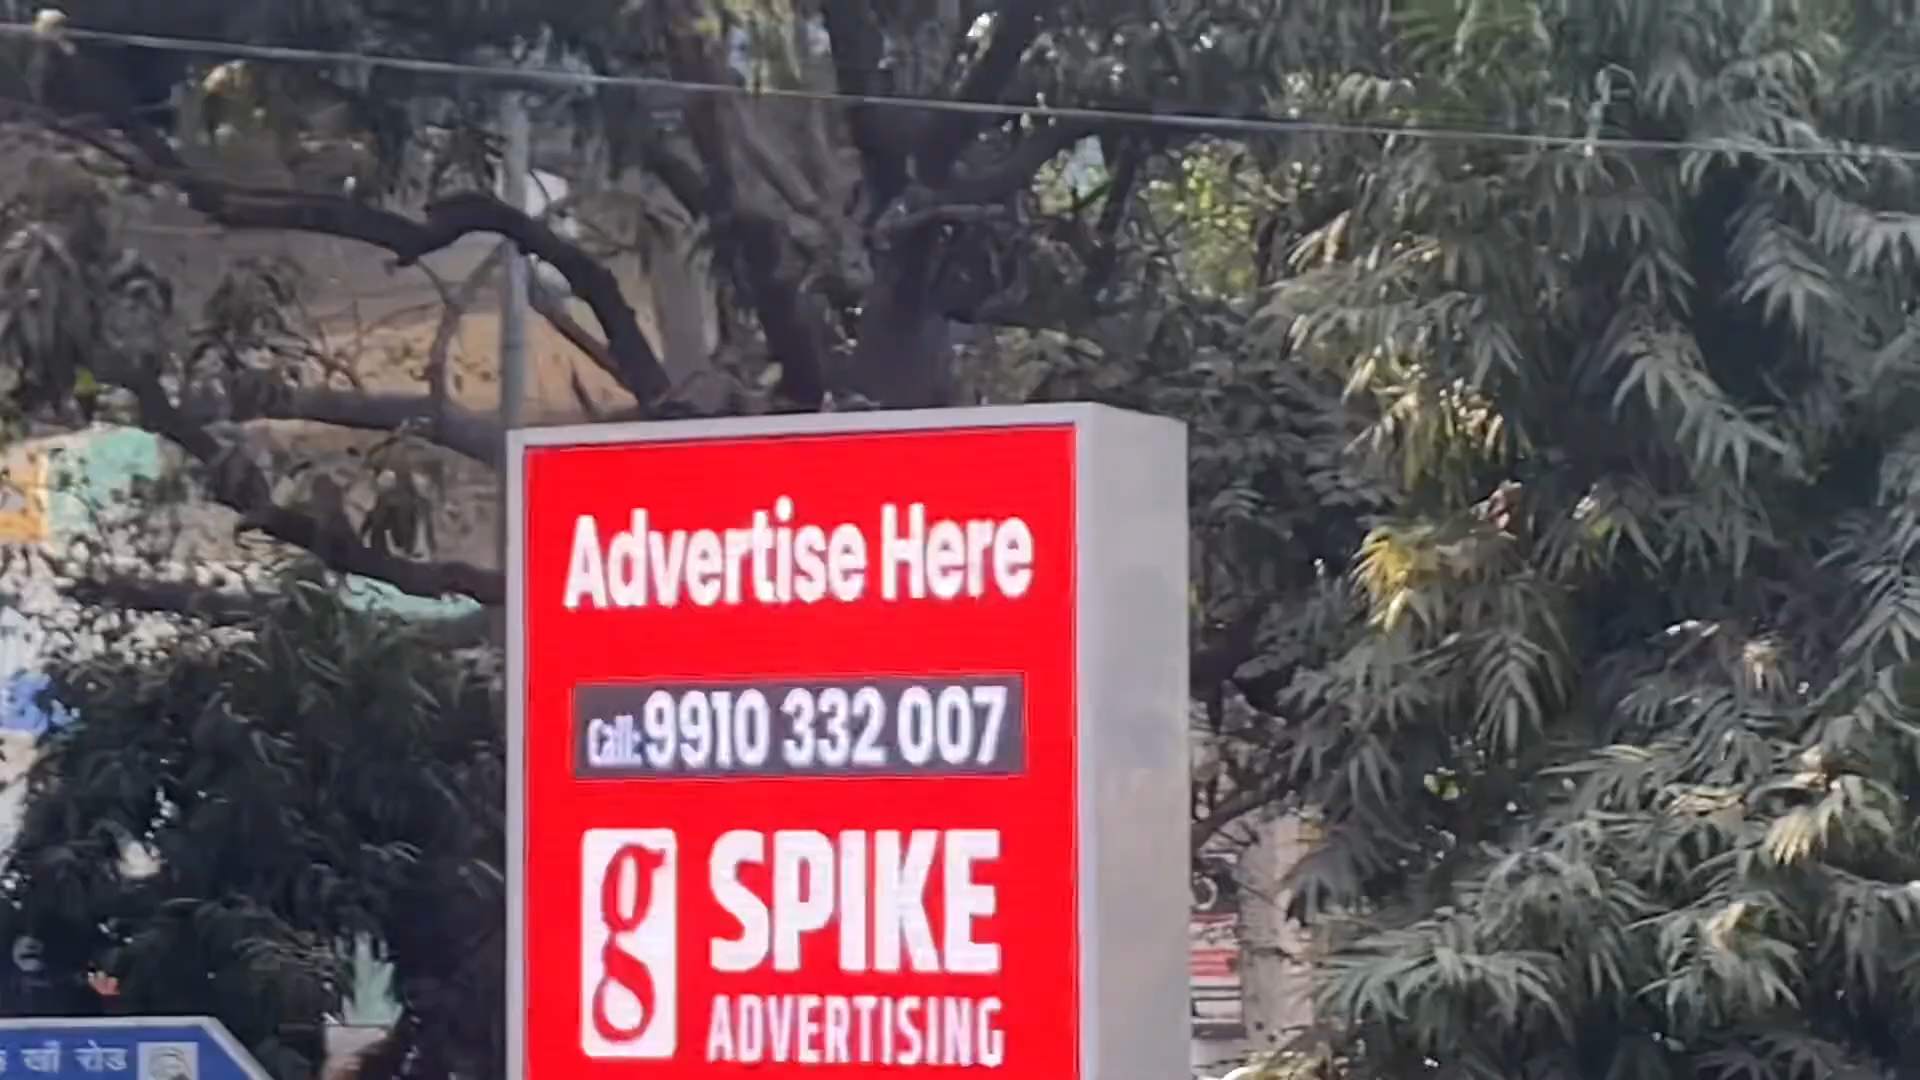 Advertise Here
Call: 9910 332 007
g
SPIKE
ADVERTISING
खाँ रोड